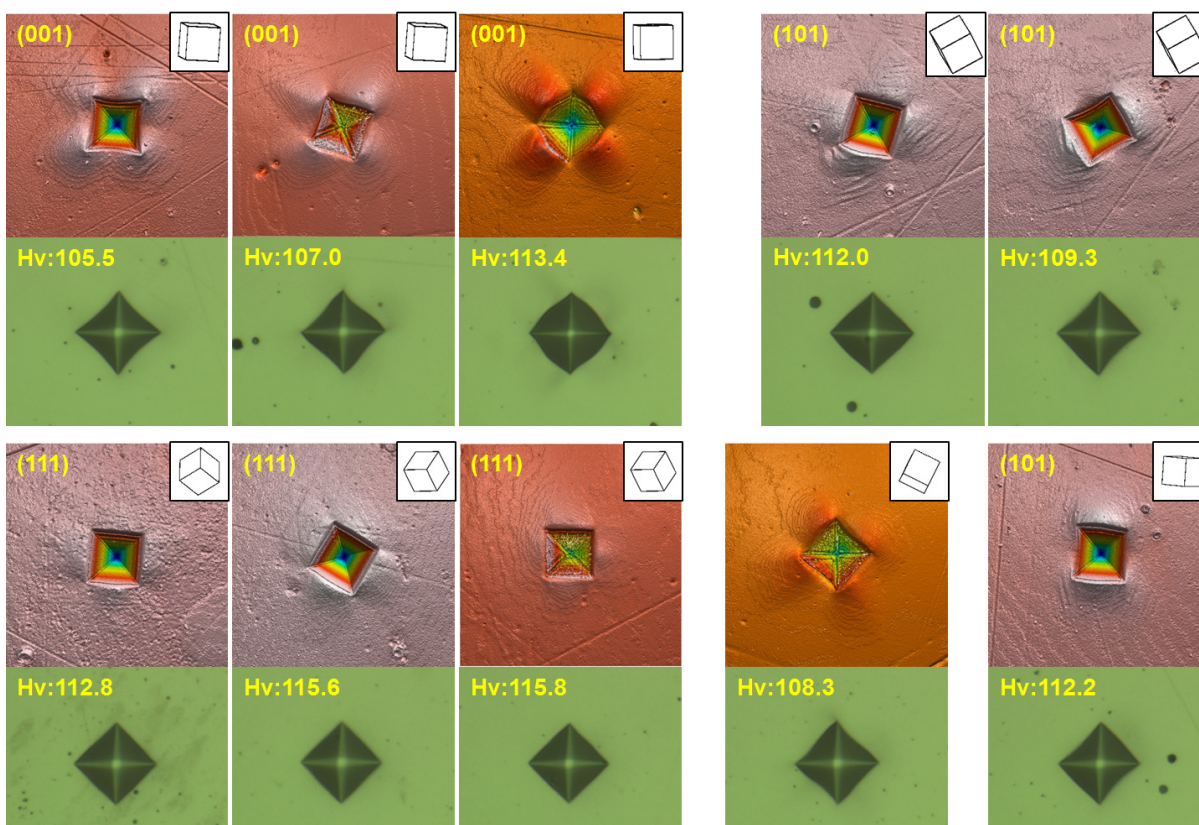 (001)
(001)
(001)
(101)
(101)
Hv:105.5
Hv:107.0
Hv:113.4
Hv:112.0
Hv:109.3
(111)
(111)
(111)
(101)
Hv:112.8
Hv:115.6
Hv:115.8
Hv:108.3
Hv:112.2